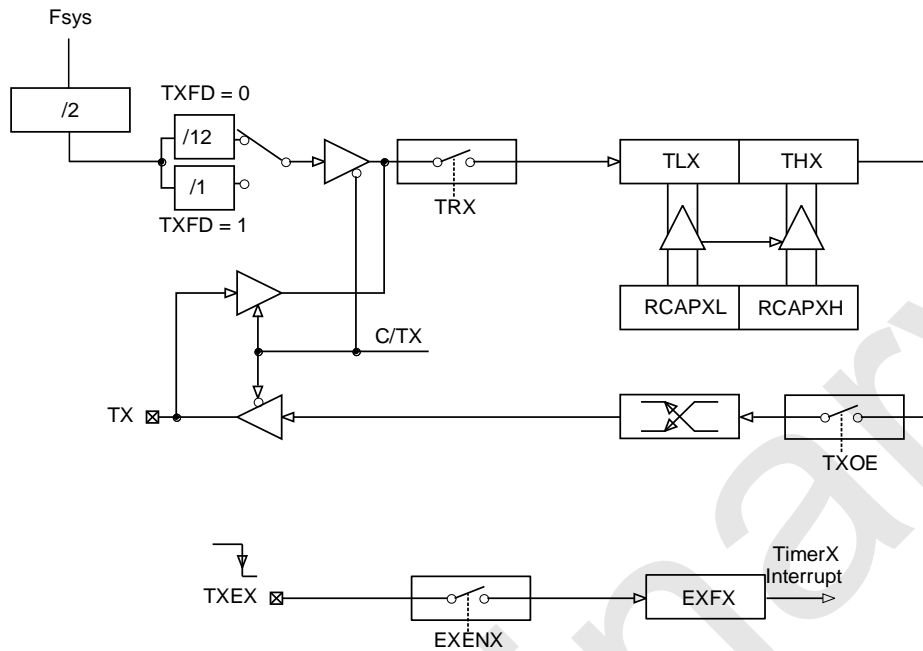 Fsys
/2
TXFD = 0
/12
/1
TXFD = 1
TRX
TLX
THX
RCAPXL
RCAPXH
C/TX
TX
TXOE
TXEX
EXENX
EXFX
TimerX
Interrupt